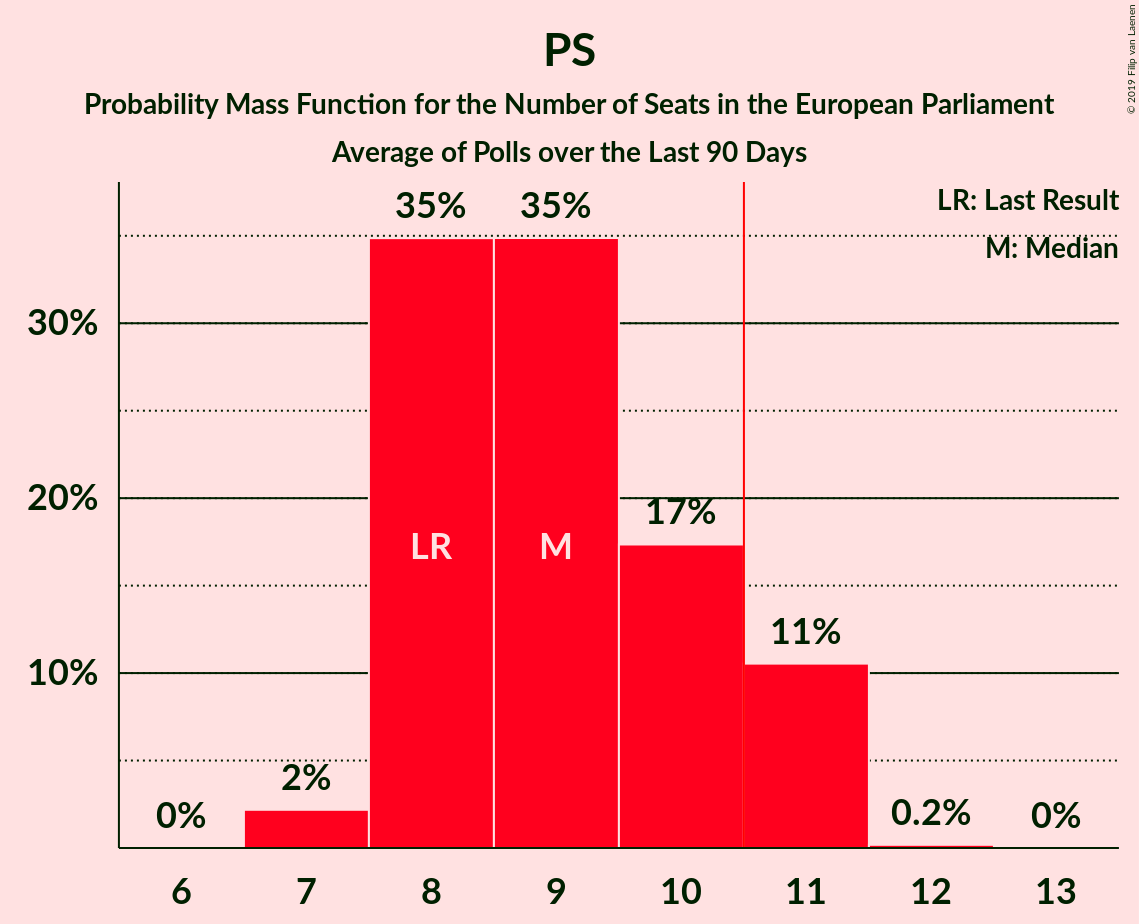 PS
Probability Mass Function for the Number of Seats in the European Parliament
Average of Polls over the Last 90 Days
© 2019 Filip van Laenen
LR: Last Result
M: Median
35%
35%
30%
20%
17%
LR
M
11%
10%
2%
0%
0.2%
0%
6
7
8
9
10
11
12
13